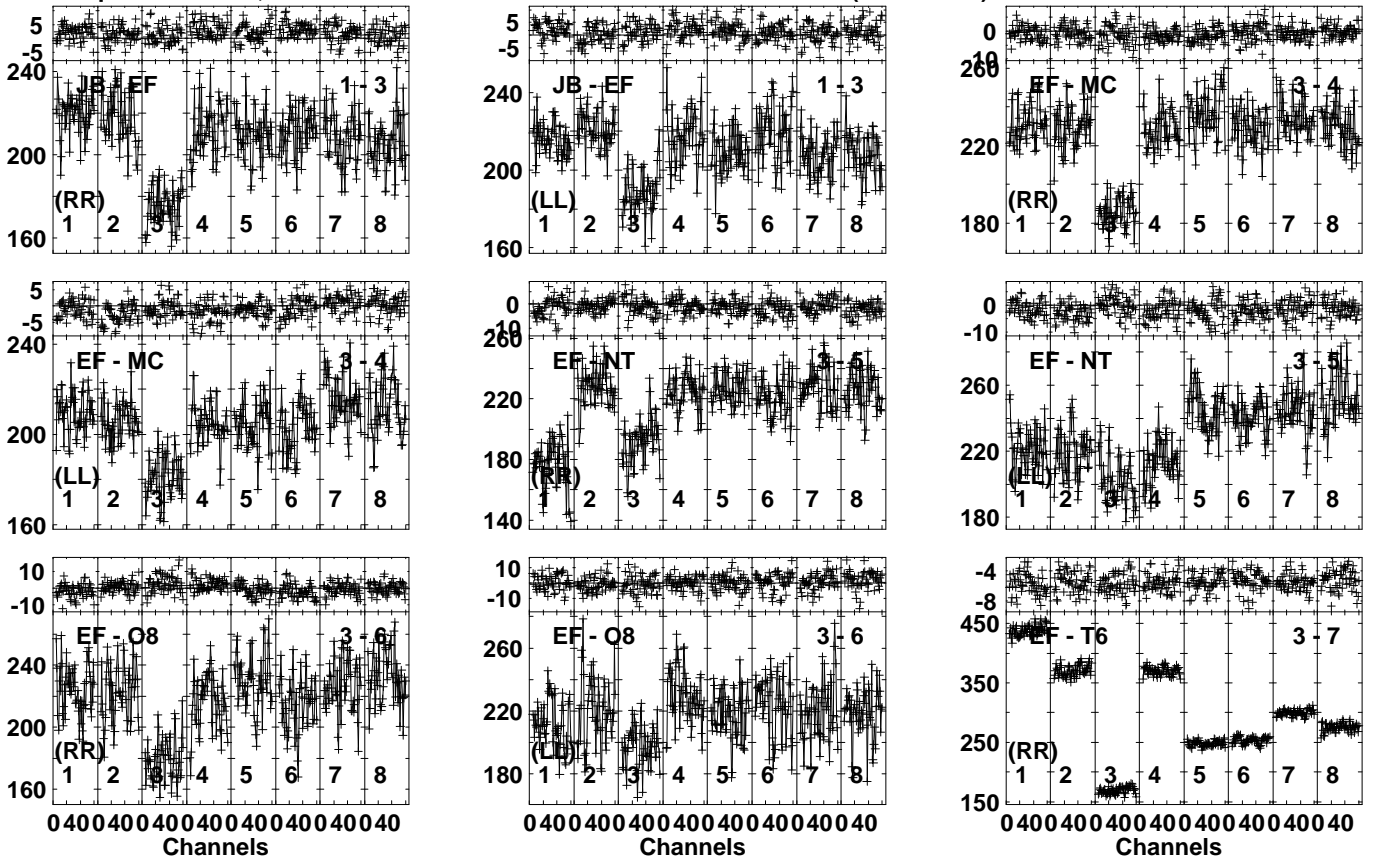 5 5 0
-5 -5 -10
240 JB - EF 1 - 3
240 JB - EF 1 - 3
260 EF - MC 3 - 4
200 200 220
(RR) (LL) (RR)
1 2 3 4 5 6 7 8
1 2 3 4 5 6 7 8
1 2 3 4 5 6 7 8
160 160 180
5 0 0
-5 -10 -10
240 EF - MC 3 - 4
260 EF - NT 3 - 5
EF - NT 3 - 5
260
200 220 220
180
(LL) (RR) (LL)
1 2 3 4 5 6 7 8
1 2 3 4 5 6 7 8
1 2 3 4 5 6 7 8
160 140 180
10 10 -4
-10 -10 -8
EF - O8 3 - 6
EF - O8 3 - 6
450 EF - T6 3 - 7
240 260 350
200 220 250
(RR) (LL) (RR)
1 2 3 4 5 6 7 8
1 2 3 4 5 6 7 8
1 2 3 4 5 6 7 8
160 180 150
0 40 0 40 0 40 0 40 0 40 0 40 0 40 0 40
0 40 0 40 0 40 0 40 0 40 0 40 0 40 0 40
0 40 0 40 0 40 0 40 0 40 0 40 0 40 0 40
Channels Channels Channels